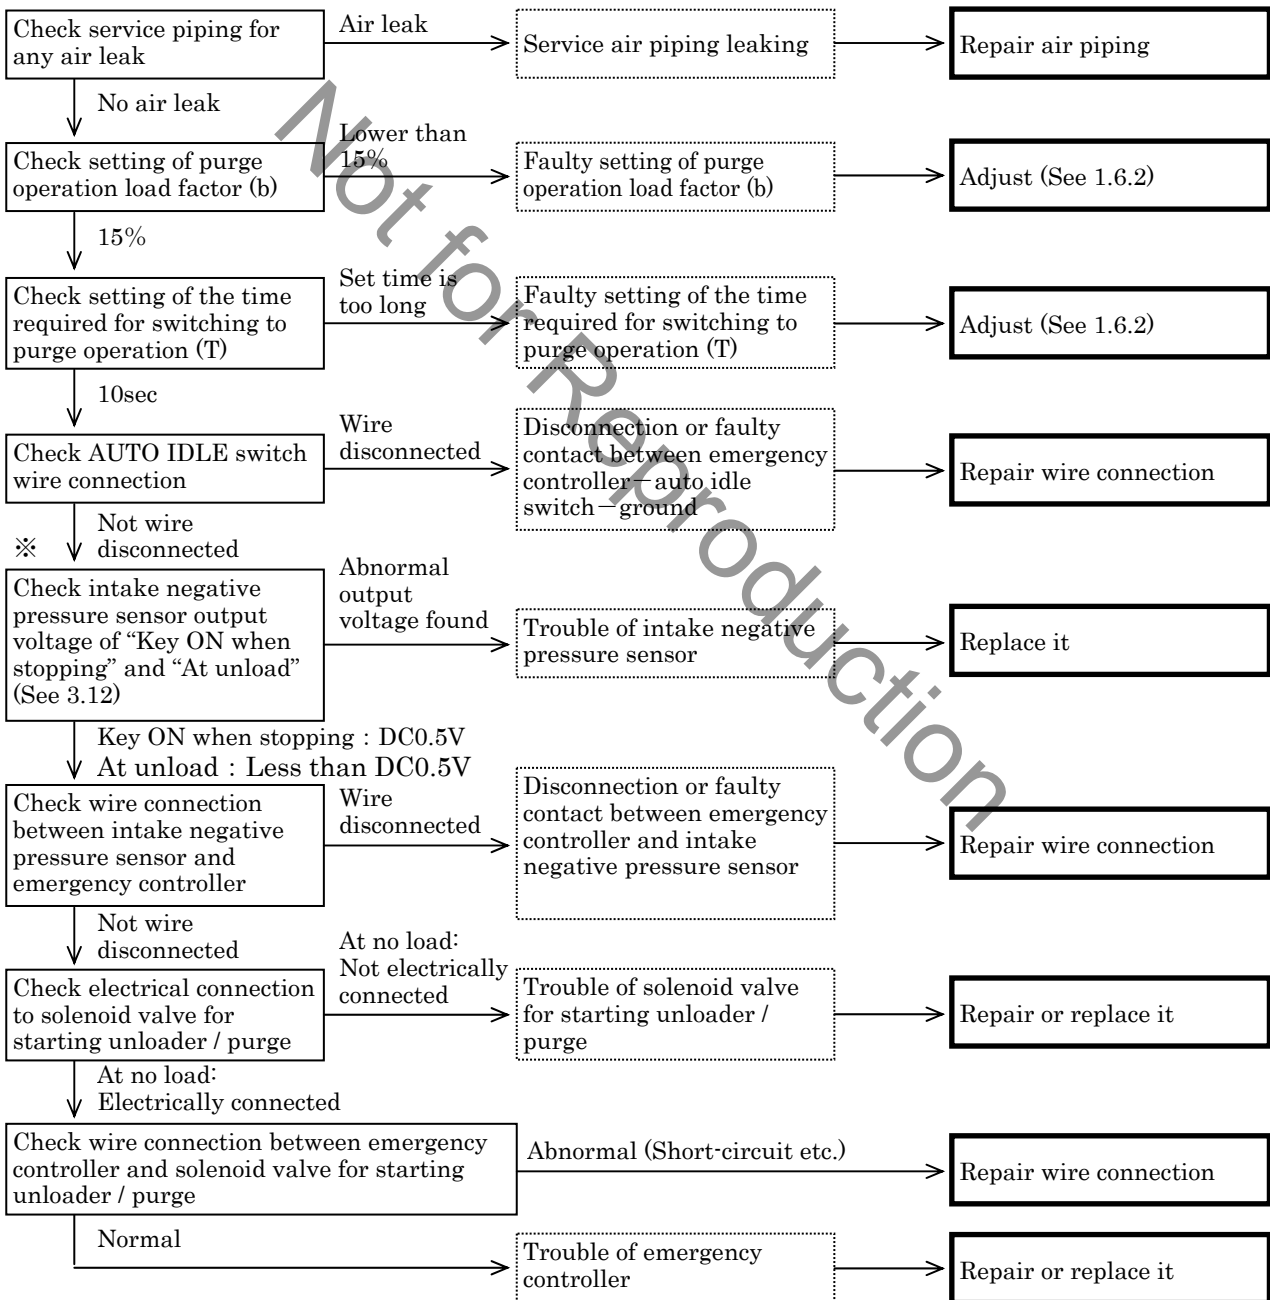 Check service piping for
any air leak
Air leak
Service air piping leaking
Repair air piping
No air leak
Check setting of purge
operation load factor (b)
Lower than
15%
Faulty setting of purge
operation load factor (b)
Adjust (See 1.6.2)
15%
Check setting of the time
required for switching to
purge operation (T)
Set time is
too long
Faulty setting of the time
required for switching to
purge operation (T)
Adjust (See 1.6.2)
10sec
Check AUTO IDLE switch
wire connection
Wire
disconnected
Disconnection or faulty
contact between emergency
controller－auto idle
switch－ground
Repair wire connection
Not wire
disconnected
※
Check intake negative
pressure sensor output
voltage of “Key ON when
stopping” and “At unload”
(See 3.12)
Abnormal
output
voltage found
Trouble of intake negative
pressure sensor
Replace it
Key ON when stopping：DC0.5V
At unload：Less than DC0.5V
Check wire connection
between intake negative
pressure sensor and
emergency controller
Wire
disconnected
Disconnection or faulty
contact between emergency
controller and intake
negative pressure sensor
Repair wire connection
Not wire
disconnected
Check electrical connection
to solenoid valve for
starting unloader / purge
At no load:
Not electrically
connected
Trouble of solenoid valve
for starting unloader /
purge
Repair or replace it
At no load:
Electrically connected
Check wire connection between emergency
controller and solenoid valve for starting
unloader / purge
Abnormal (Short-circuit etc.)
Repair wire connection
Normal
Trouble of emergency
controller
Repair or replace it
Not for Reproduction